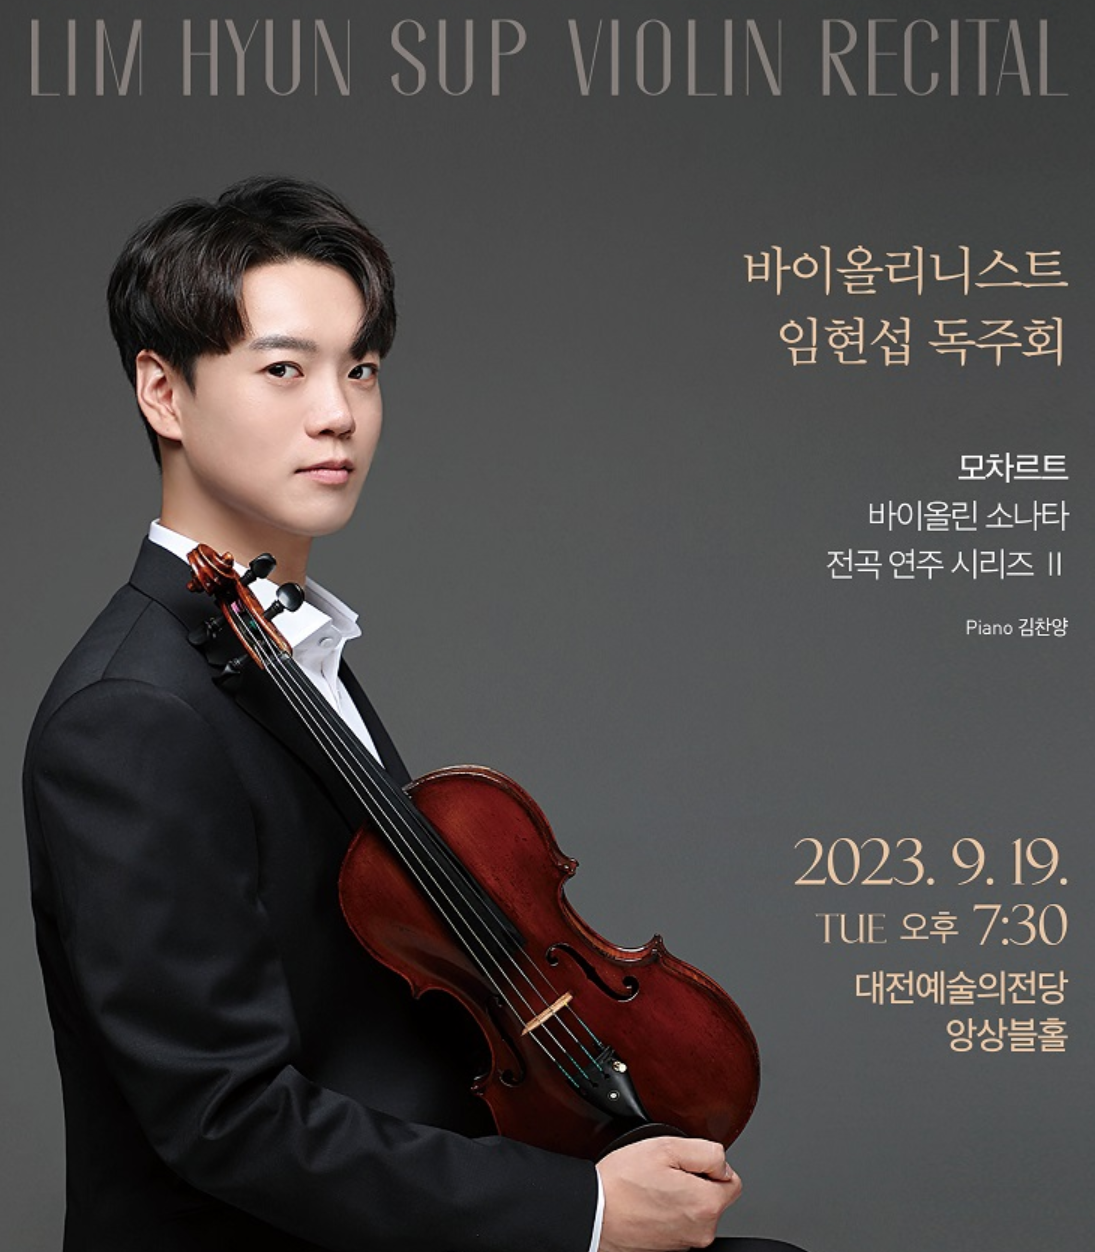 LIM HYUN SUP VIOLIN RECITAL
바이올리니스트
임현섭 독주회
모차르트
바이올린 소나타
전곡 연주 시리즈 Ⅱ
Piano 김찬양
2023. 9. 19.
TUE 오후 7:30
대전예술의전당
앙상블홀